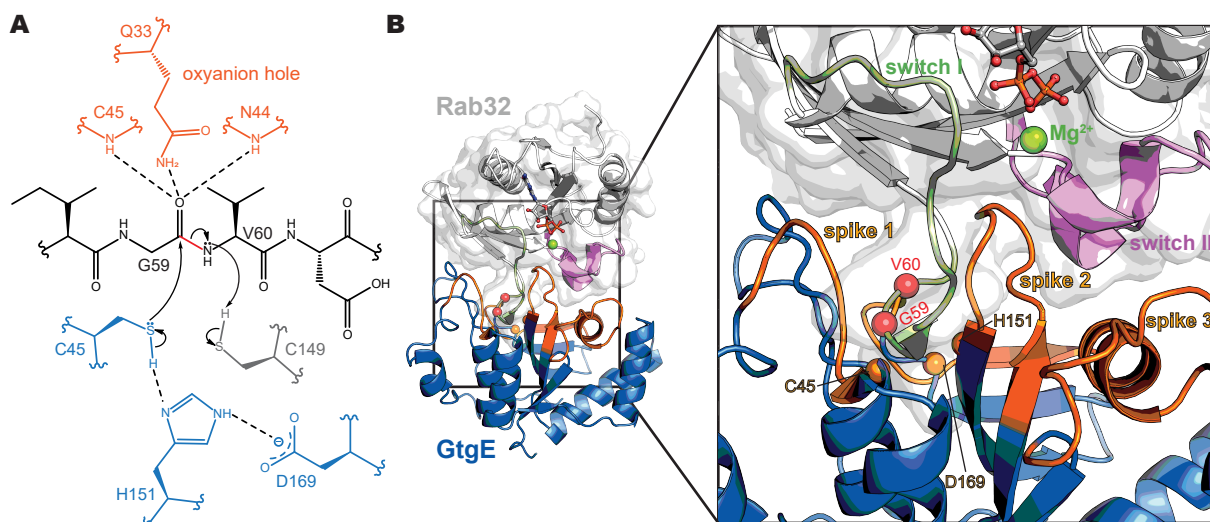 A
Q33
oxyanion hole
C45
N44
N
H
O
NH₂
N
H
O
O
O
H
N
N
H
V60
H
N
G59
O
O
OH
O
H
S
C45
S
H
S
C149
N
NH
O
⊖
O
D169
H151
B
Rab32
GtgE
switch I
Mg²⁺
switch II
spike 1
V60
spike 2
G59
H151
spike 3
C45
D169